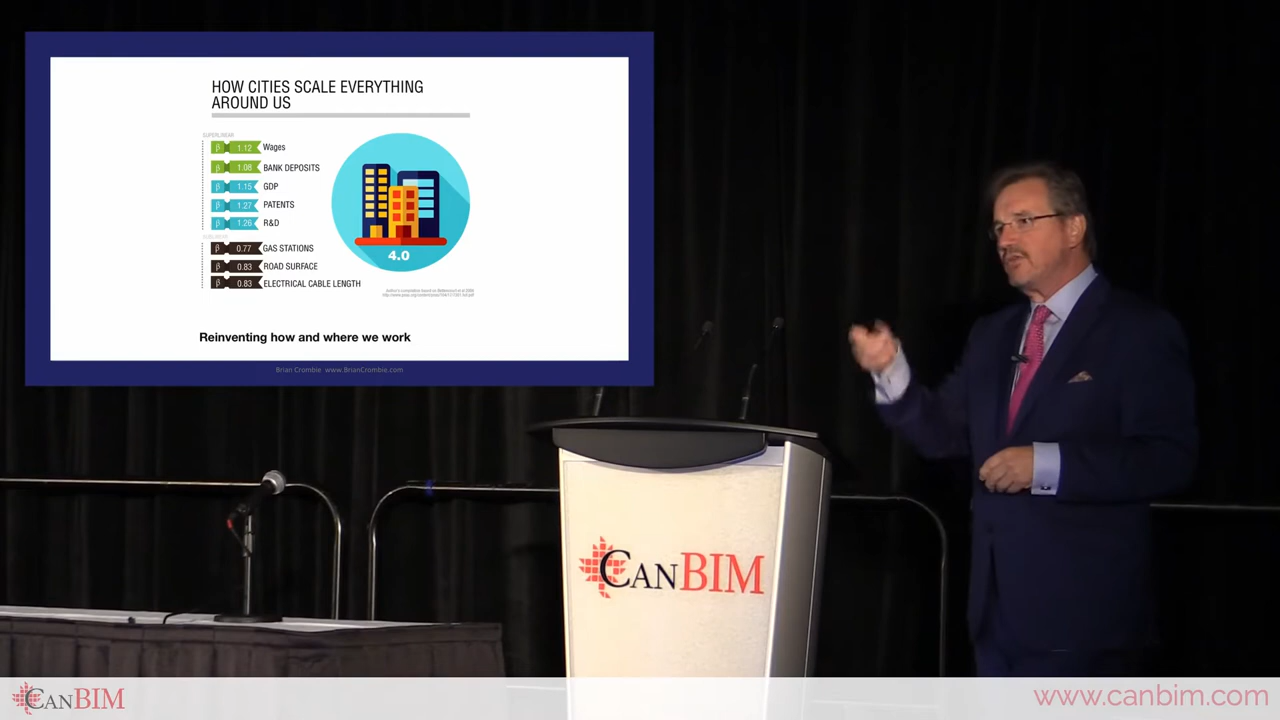 HOW CITIES SCALE EVERYTHING
AROUND US
SUPERLINEAR
β 1.12 Wages
β 1.08 BANK DEPOSITS
β 1.15 GDP
β 1.27 PATENTS
β 1.26 R&D
β 0.77 GAS STATIONS
β 0.83 ROAD SURFACE
β 0.83 ELECTRICAL CABLE LENGTH
4.0
Reinventing how and where we work
Brian Crombie www.BrianCrombie.com
CANBIM
CANBIM
www.canbim.com